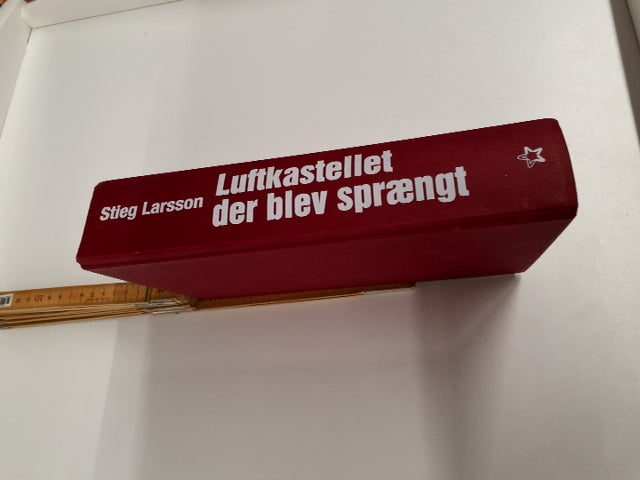 Stieg Larsson
Luftkastellet
der blev sprængt